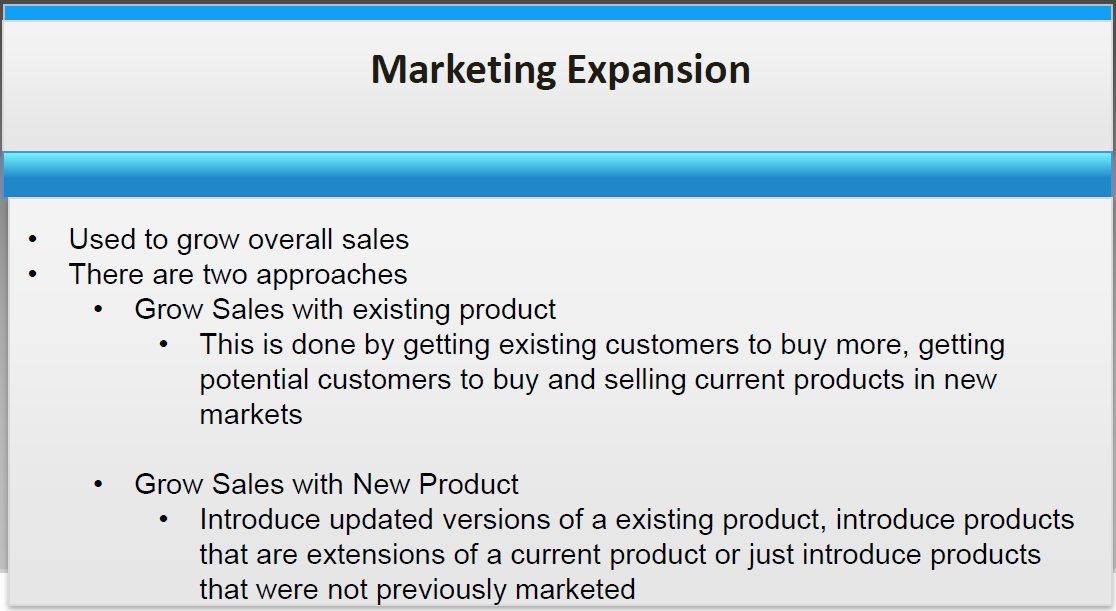 Marketing Expansion
• Used to grow overall sales
• There are two approaches
• Grow Sales with existing product
• This is done by getting existing customers to buy more, getting
potential customers to buy and selling current products in new
markets
• Grow Sales with New Product
• Introduce updated versions of a existing product, introduce products
that are extensions of a current product or just introduce products
that were not previously marketed